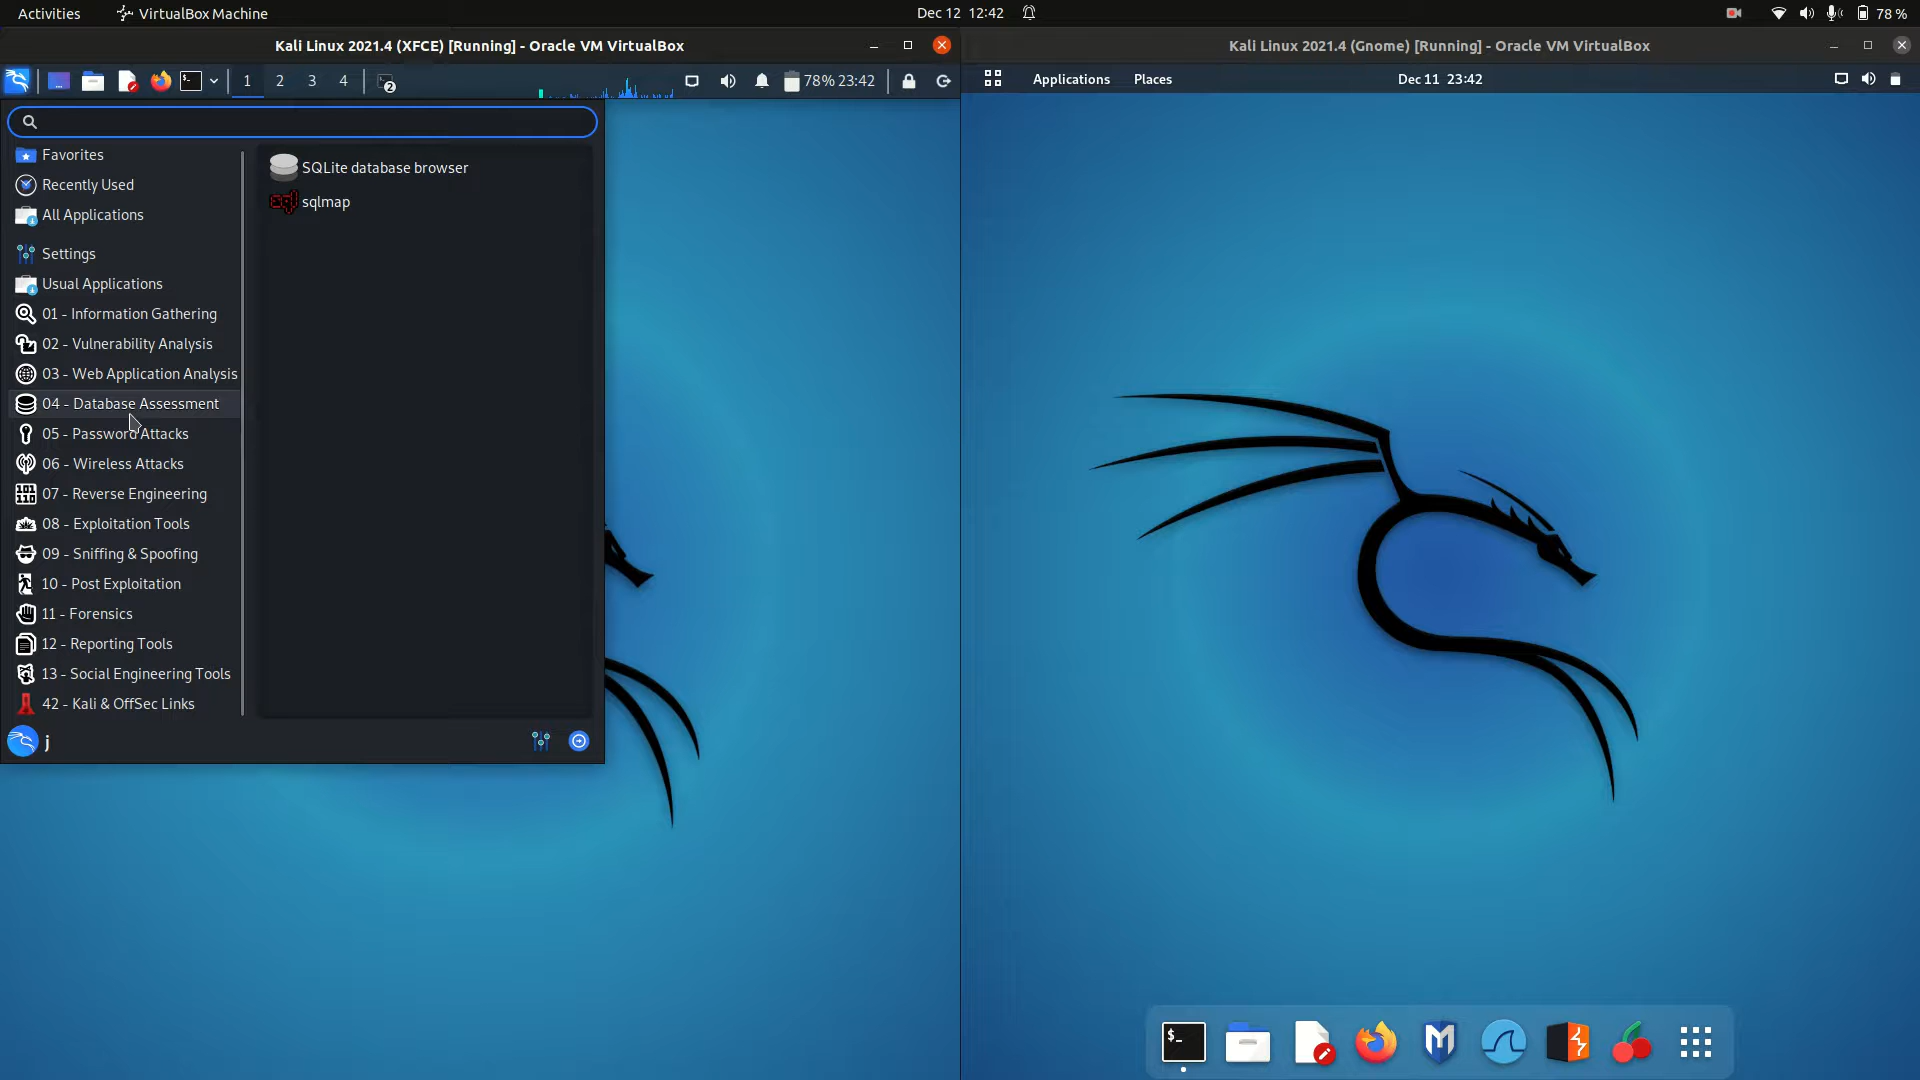 Activities VirtualBox Machine Dec 12 12:42 78 %
Kali Linux 2021.4 (XFCE) [Running] - Oracle VM VirtualBox
1 2 3 4 2 78% 23:42
Favorites
Recently Used
All Applications
Settings
Usual Applications
01 - Information Gathering
02 - Vulnerability Analysis
03 - Web Application Analysis
04 - Database Assessment
05 - Password Attacks
06 - Wireless Attacks
07 - Reverse Engineering
08 - Exploitation Tools
09 - Sniffing & Spoofing
10 - Post Exploitation
11 - Forensics
12 - Reporting Tools
13 - Social Engineering Tools
42 - Kali & OffSec Links
j
SQLite database browser
sql sqlmap
Kali Linux 2021.4 (Gnome) [Running] - Oracle VM VirtualBox
Applications Places Dec 11 23:42
$_